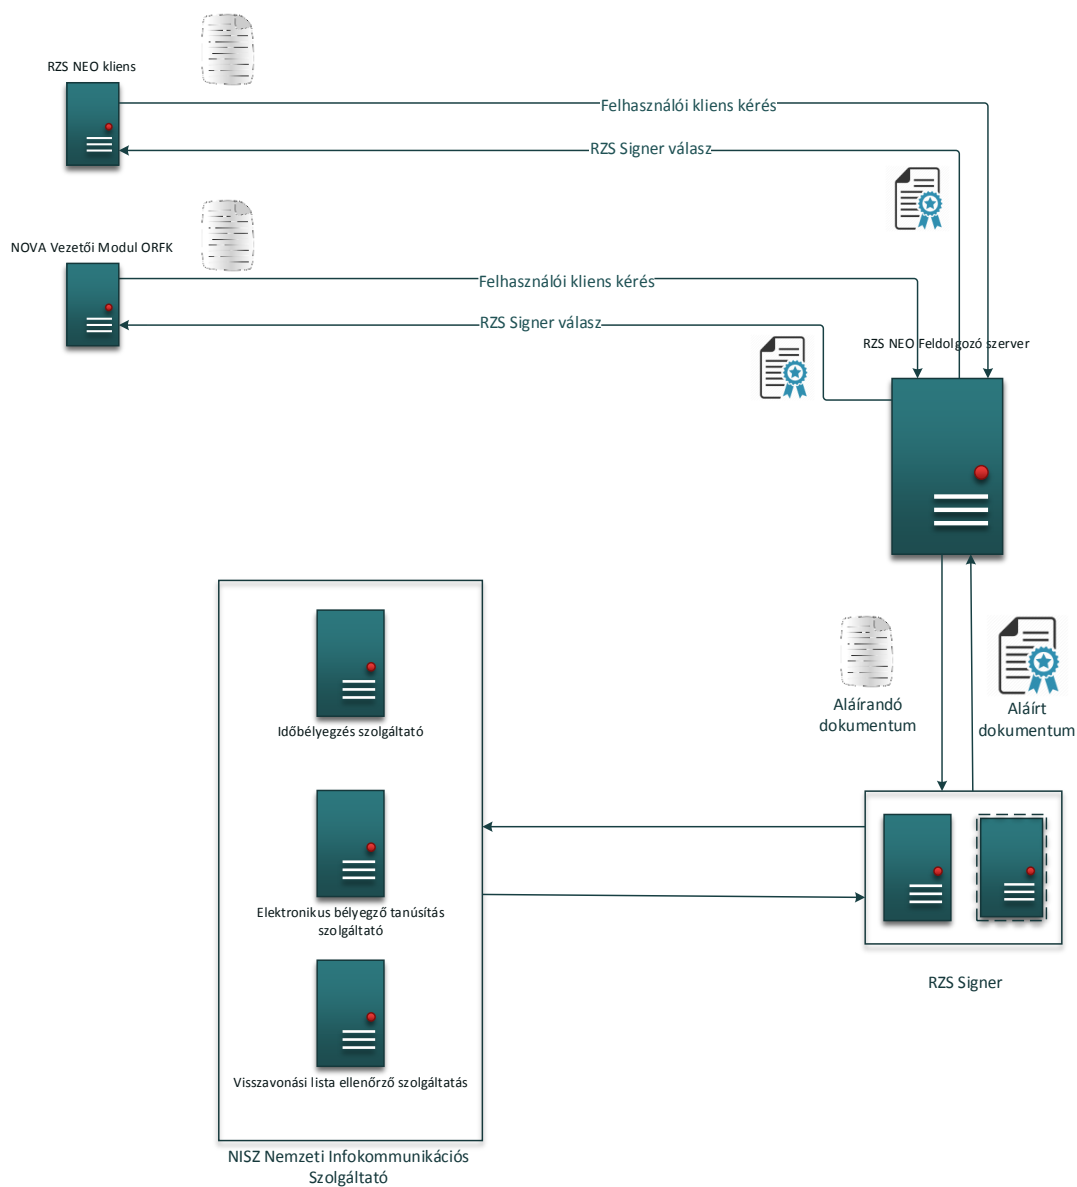 RZS NEO kliens
Felhasználói kliens kérés
RZS Signer válasz
NOVA Vezetői Modul ORFK
Felhasználói kliens kérés
RZS Signer válasz
RZS NEO Feldolgozó szerver
Aláírandó
dokumentum
Aláírt
dokumentum
Időbélyegzés szolgáltató
Elektronikus bélyegző tanúsítás
szolgáltató
RZS Signer
Visszavonási lista ellenőrző szolgáltatás
NISZ Nemzeti Infokommunikációs
Szolgáltató